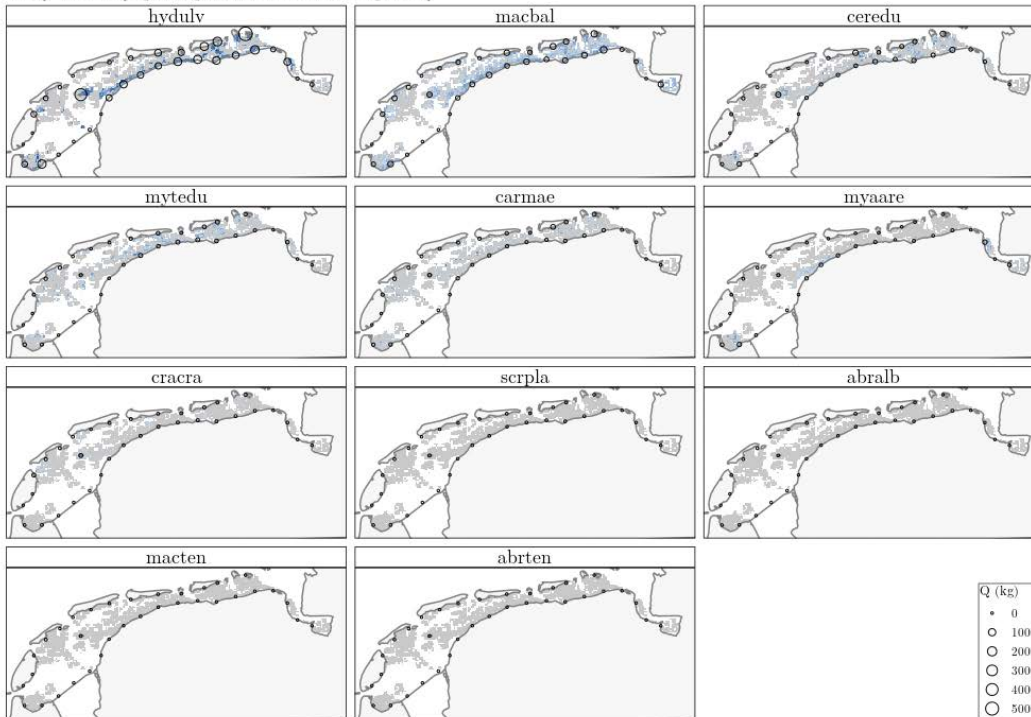 hydulv
macbal
ceredu
mytedu
carmae
myaare
cracra
scrpla
abralb
macten
abrten
Q (kg)
0
100
200
300
400
500